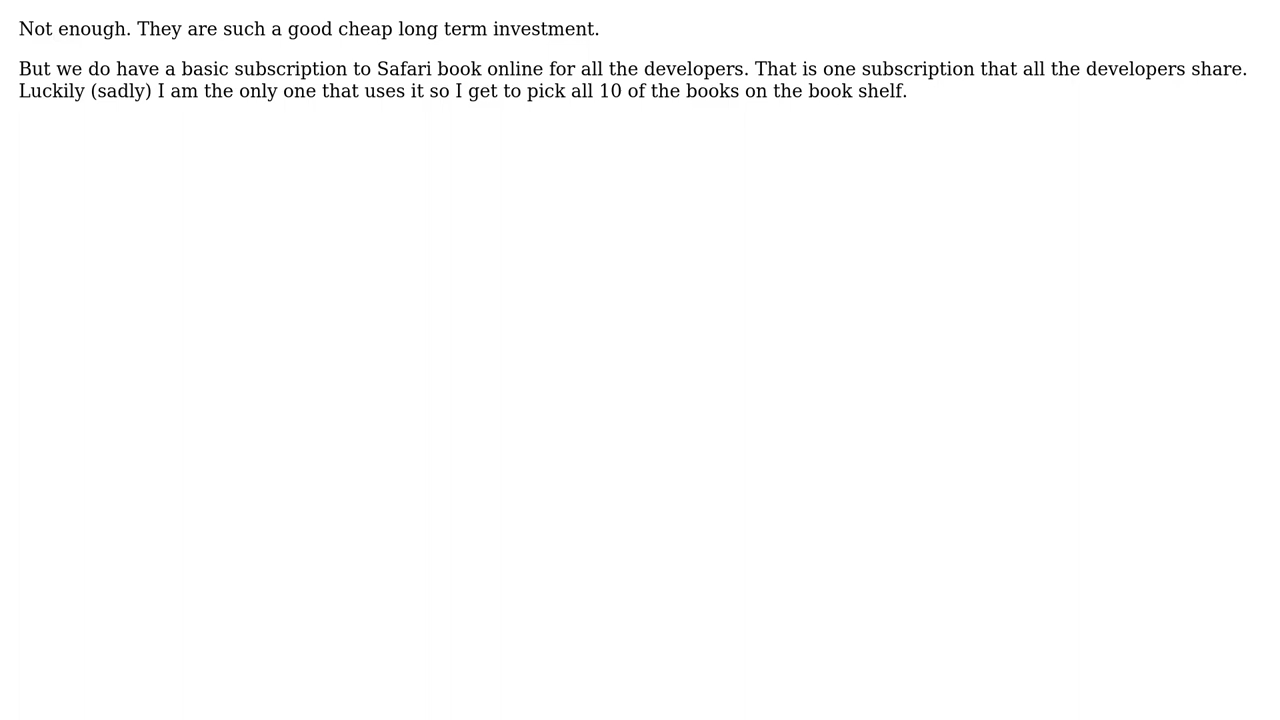 Not enough. They are such a good cheap long term investment.
But we do have a basic subscription to Safari book online for all the developers. That is one subscription that all the developers share.
Luckily (sadly) I am the only one that uses it so I get to pick all 10 of the books on the book shelf.